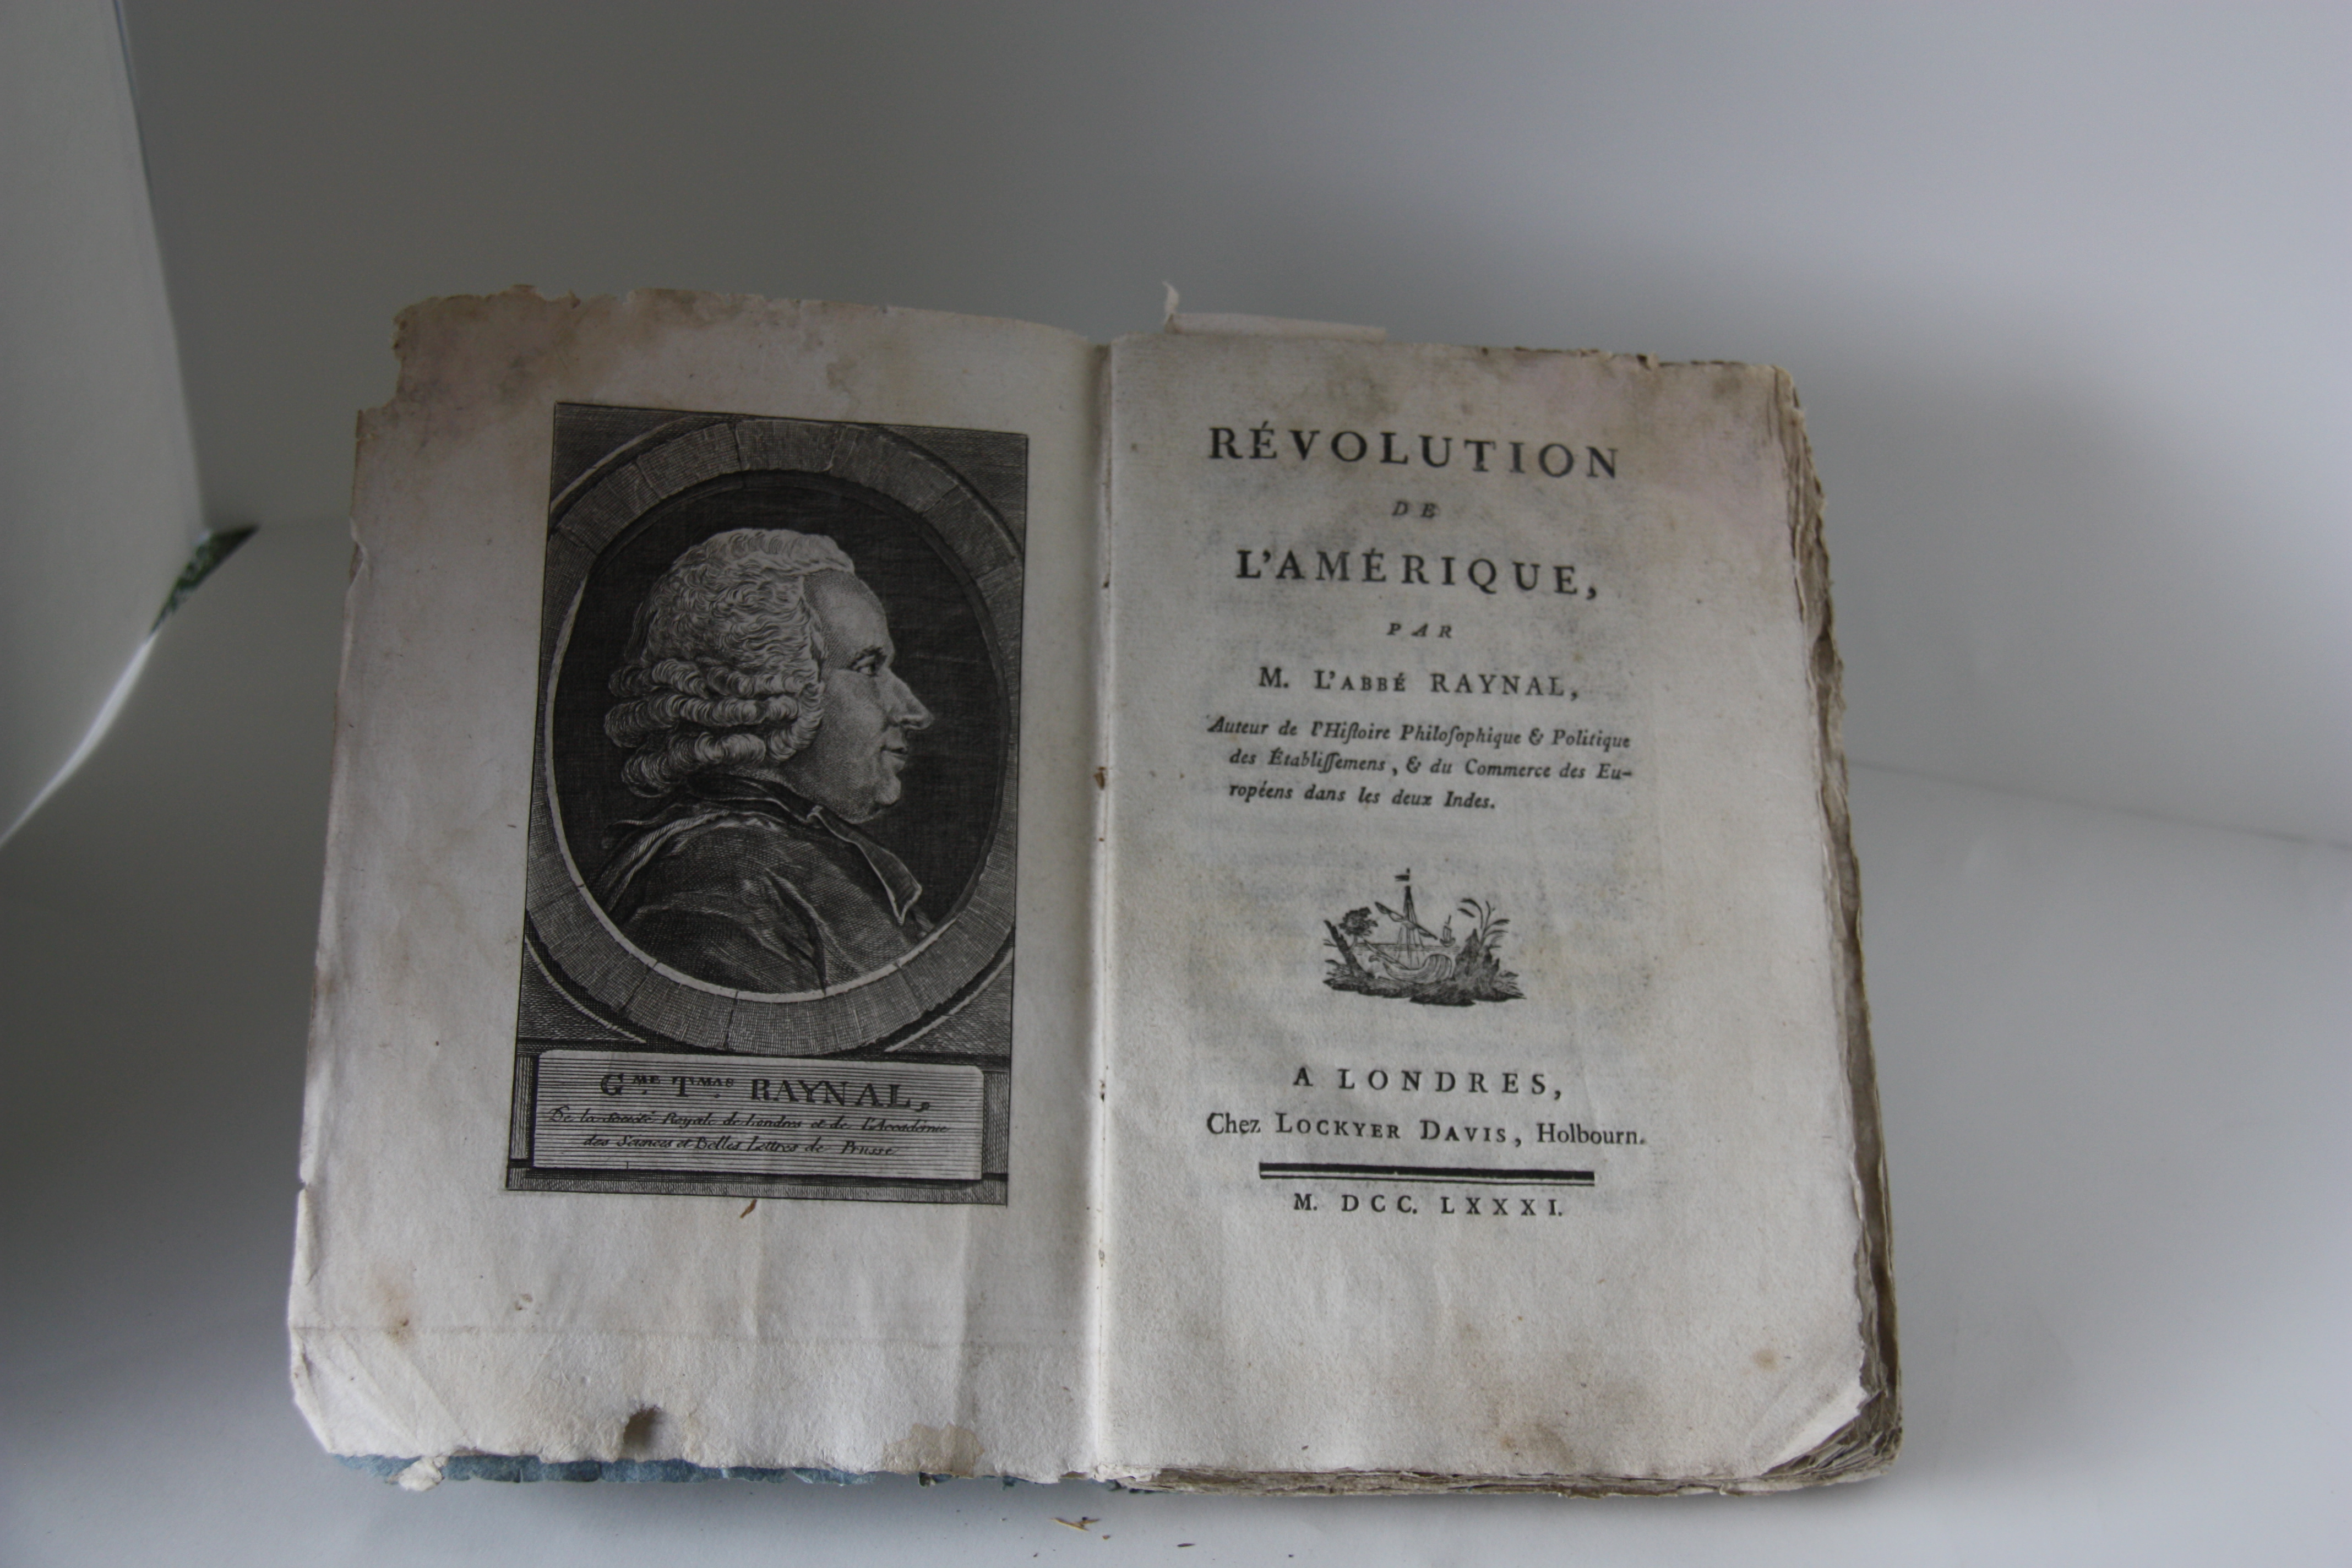 Gme. Tmas. RAYNAL,
De la Société Royale de Londres et de l'Accadémie
des Sciences et Belles Lettres de Prusse
RÉVOLUTION
DE
L'AMÉRIQUE,
PAR
M. L'ABBÉ RAYNAL,
Auteur de l'Hiſtoire Philoſophique & Politique
des Établiſſemens, & du Commerce des Eu-
ropéens dans les deux Indes.
A LONDRES,
Chez LOCKYER DAVIS, Holbourn.
M. DCC. LXXXI.